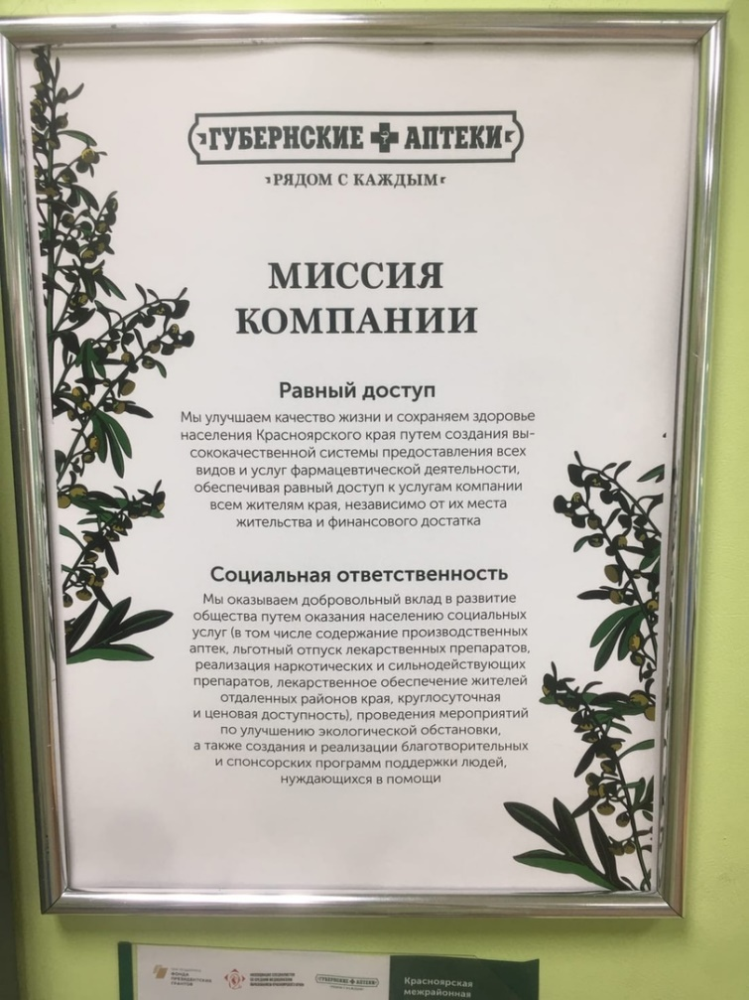 ГУБЕРНСКИЕ АПТЕКИ
РЯДОМ С КАЖДЫМ
МИССИЯ
КОМПАНИИ
Равный доступ
Мы улучшаем качество жизни и сохраняем здоровье
населения Красноярского края путем создания вы-
сококачественной системы предоставления всех
видов и услуг фармацевтической деятельности,
обеспечивая равный доступ к услугам компании
всем жителям края, независимо от их места
жительства и финансового достатка
Социальная ответственность
Мы оказываем добровольный вклад в развитие
общества путем оказания населению социальных
услуг (в том числе содержание производственных
аптек, льготный отпуск лекарственных препаратов,
реализация наркотических и сильнодействующих
препаратов, лекарственное обеспечение жителей
отдаленных районов края, круглосуточная
и ценовая доступность), проведения мероприятий
по улучшению экологической обстановки,
а также создания и реализации благотворительных
и спонсорских программ поддержки людей,
нуждающихся в помощи
ФОНДА
ПРЕЗИДЕНТСКИХ
ГРАНТОВ
ГУБЕРНСКИЕ АПТЕКИ
Красноярская
межрайонная